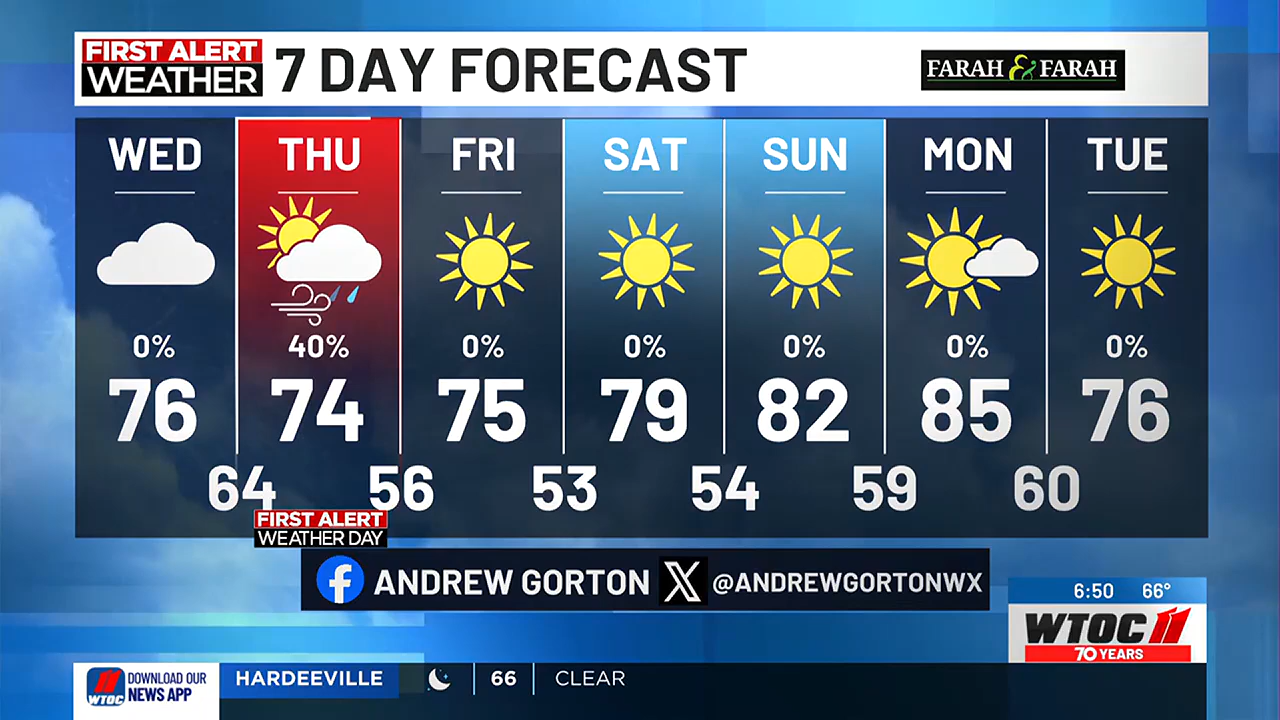 FIRST ALERT
WEATHER
7 DAY FORECAST
FARAH & FARAH
WED THU FRI SAT SUN MON TUE
0% 40% 0% 0% 0% 0% 0%
76 74 75 79 82 85 76
64 56 53 54 59 60
FIRST ALERT
WEATHER DAY
f ANDREW GORTON X @ANDREWGORTONWX
6:50 66°
WTOC 11
70 YEARS
11
WTOC
DOWNLOAD OUR
NEWS APP
HARDEEVILLE 66 CLEAR